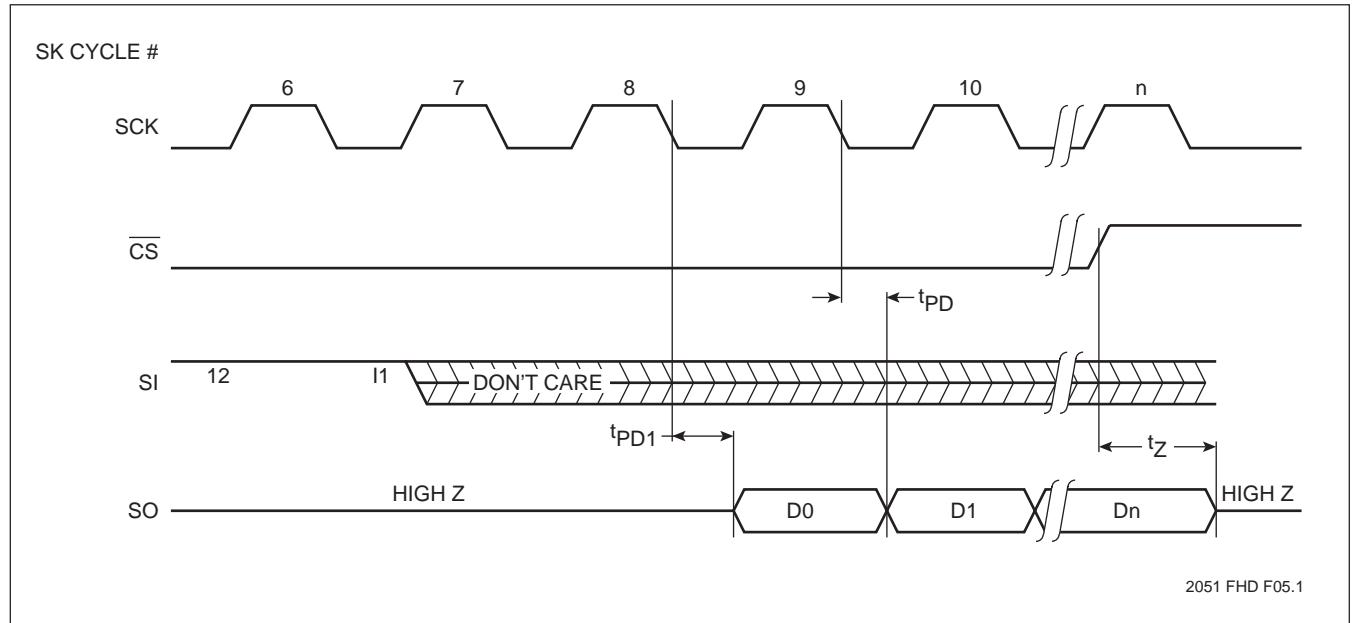 SK CYCLE #
6 7 8 9 10 n
SCK
CS
tPD
SI 12 I1 DON'T CARE
tPD1
tZ
HIGH Z HIGH Z
SO D0 D1 Dn
2051 FHD F05.1